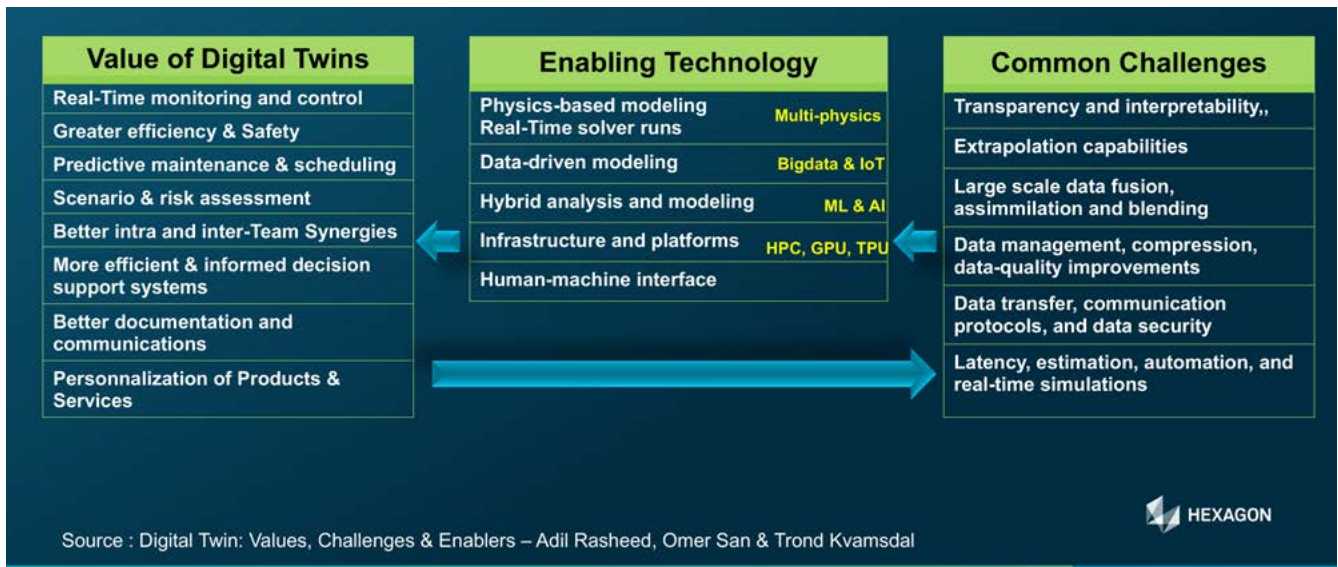 Value of Digital Twins
Real-Time monitoring and control
Greater efficiency & Safety
Predictive maintenance & scheduling
Scenario & risk assessment
Better intra and inter-Team Synergies
More efficient & informed decision
support systems
Better documentation and
communications
Personnalization of Products &
Services
Enabling Technology
Physics-based modeling
Real-Time solver runs
Multi-physics
Data-driven modeling Bigdata & IoT
Hybrid analysis and modeling ML & AI
Infrastructure and platforms HPC, GPU, TPU
Human-machine interface
Common Challenges
Transparency and interpretability,,
Extrapolation capabilities
Large scale data fusion,
assimmilation and blending
Data management, compression,
data-quality improvements
Data transfer, communication
protocols, and data security
Latency, estimation, automation, and
real-time simulations
HEXAGON
Source : Digital Twin: Values, Challenges & Enablers – Adil Rasheed, Omer San & Trond Kvamsdal